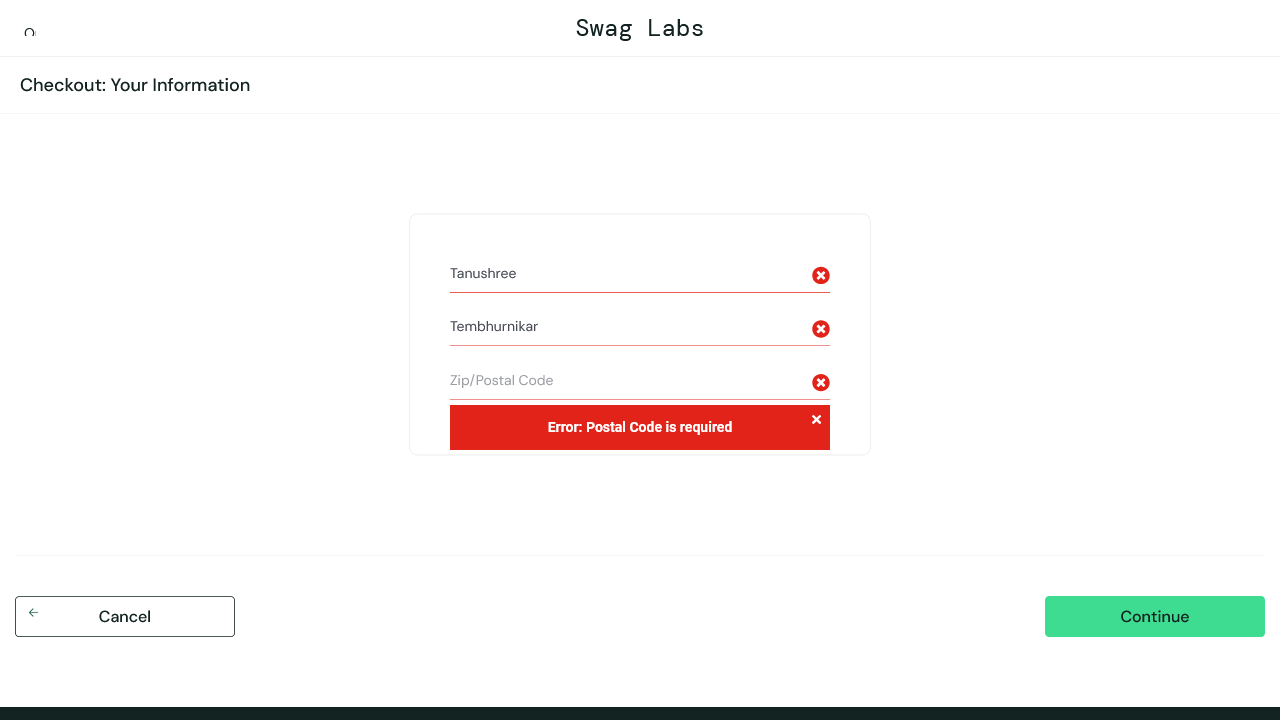 Swag Labs
Checkout: Your Information
Tanushree
Tembhurnikar
Zip/Postal Code
Error: Postal Code is required
Cancel
Continue